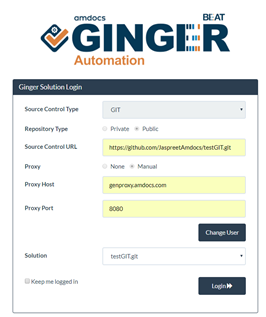 amdocs
BEAT
GINGER
Automation
Ginger Solution Login
Source Control Type
GIT
Repository Type
Private Public
Source Control URL
https://github.com/JaspreetAmdocs/testGIT.git
Proxy
None Manual
Proxy Host
genproxy.amdocs.com
Proxy Port
8080
Change User
Solution
testGIT.git
Keep me logged in
Login